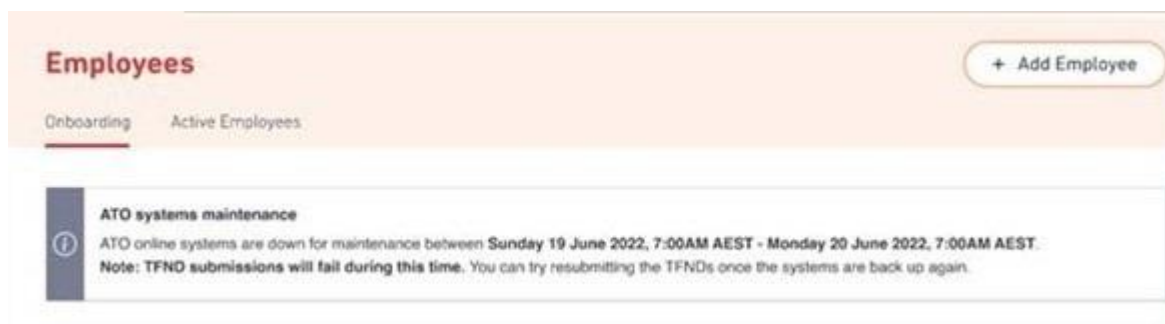 Employees
+ Add Employee
Onboarding Active Employees
ATO systems maintenance
ATO online systems are down for maintenance between Sunday 19 June 2022, 7:00AM AEST - Monday 20 June 2022, 7:00AM AEST.
Note: TFND submissions will fail during this time. You can try resubmitting the TFNDs once the systems are back up again.